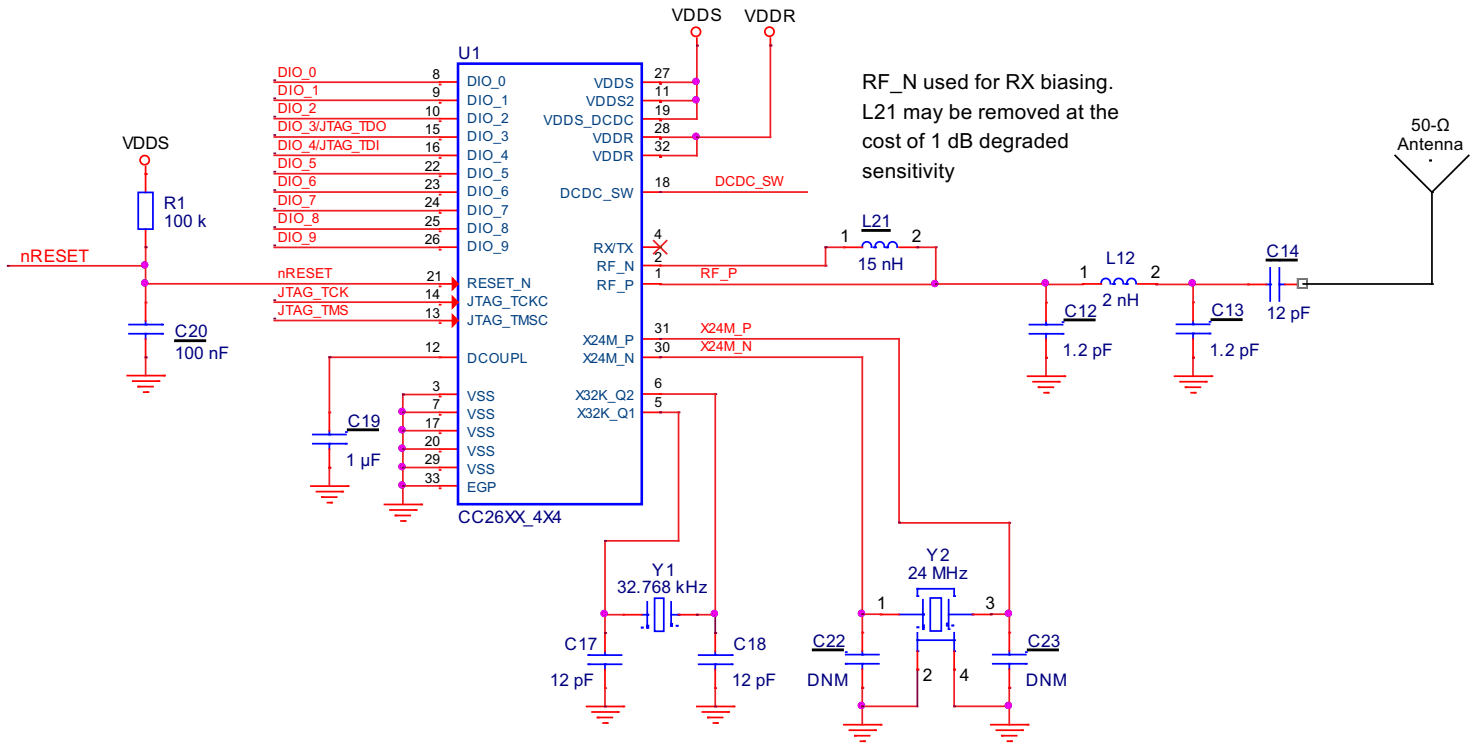 VDDS VDDR
U1
DIO_0 8 DIO_0 VDDS 27
DIO_1 9 DIO_1 VDDS2 11
DIO_2 10 DIO_2 VDDS_DCDC 19
DIO_3/JTAG_TDO 15 DIO_3 VDDR 28
DIO_4/JTAG_TDI 16 DIO_4 VDDR 32
DIO_5 22 DIO_5
DIO_6 23 DIO_6 DCDC_SW 18 DCDC_SW
DIO_7 24 DIO_7
DIO_8 25 DIO_8
DIO_9 26 DIO_9 RX/TX 4
RF_N 2
nRESET 21 RESET_N RF_P 1 RF_P
JTAG_TCK 14 JTAG_TCKC
JTAG_TMS 13 JTAG_TMSC
X24M_P 31 X24M_P
12 DCOUPL X24M_N 30 X24M_N
3 VSS X32K_Q2 6
7 VSS X32K_Q1 5
17 VSS
20 VSS
29 VSS
33 EGP
CC26XX_4X4
VDDS
R1
100 k
nRESET
C20
100 nF
C19
1 µF
RF_N used for RX biasing.
L21 may be removed at the
cost of 1 dB degraded
sensitivity
50-Ω
Antenna
L21
1 2
15 nH
L12
1 2
2 nH
C14
12 pF
C12
1.2 pF
C13
1.2 pF
Y1
32.768 kHz
C17
12 pF
C18
12 pF
Y2
24 MHz
1 3
C22
DNM
2 4
C23
DNM